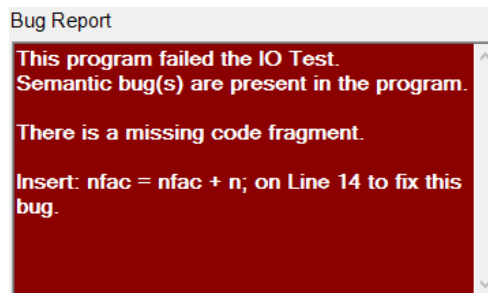 Bug Report
This program failed the IO Test.
Semantic bug(s) are present in the program.
There is a missing code fragment.
Insert: nfac = nfac + n; on Line 14 to fix this
bug.